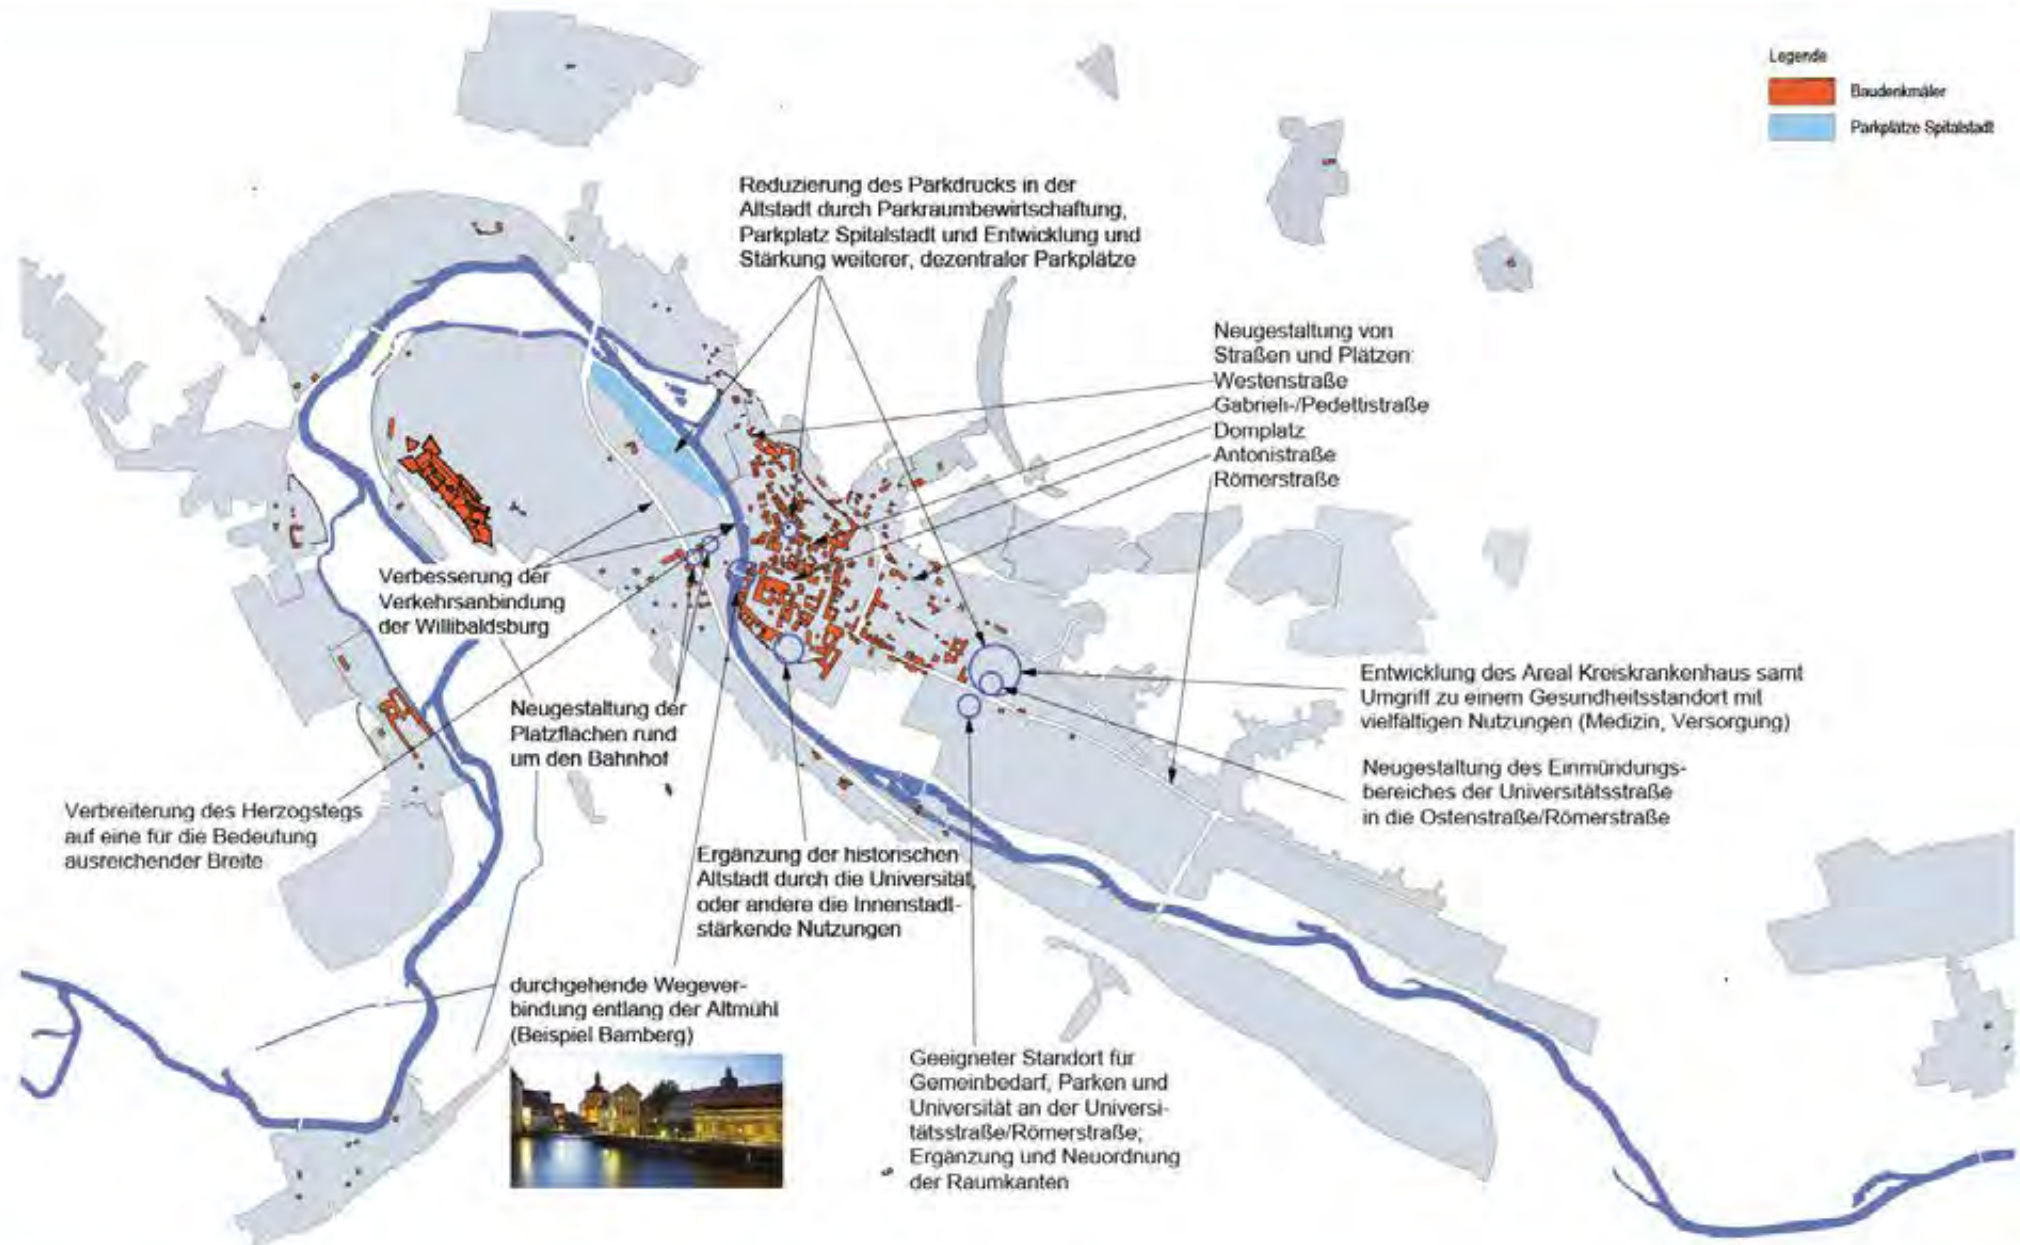 Legende
Baudenkmäler
Parkplätze Spitalstadt
Reduzierung des Parkdrucks in der
Altstadt durch Parkraumbewirtschaftung,
Parkplatz Spitalstadt und Entwicklung und
Stärkung weiterer, dezentraler Parkplätze
Neugestaltung von
Straßen und Plätzen:
Westenstraße
Gabrieli-/Pedettistraße
Domplatz
Antonistraße
Römerstraße
Verbesserung der
Verkehrsanbindung
der Willibaldsburg
Neugestaltung der
Platzflächen rund
um den Bahnhof
Entwicklung des Areal Kreiskrankenhaus samt
Umgriff zu einem Gesundheitsstandort mit
vielfältigen Nutzungen (Medizin, Versorgung)
Neugestaltung des Einmündungs-
bereiches der Universitätsstraße
in die Ostenstraße/Römerstraße
Verbreiterung des Herzogstegs
auf eine für die Bedeutung
ausreichender Breite
Ergänzung der historischen
Altstadt durch die Universität,
oder andere die Innenstadt-
stärkende Nutzungen
durchgehende Wegever-
bindung entlang der Altmühl
(Beispiel Bamberg)
Geeigneter Standort für
Gemeinbedarf, Parken und
Universität an der Universi-
tätsstraße/Römerstraße;
Ergänzung und Neuordnung
der Raumkanten